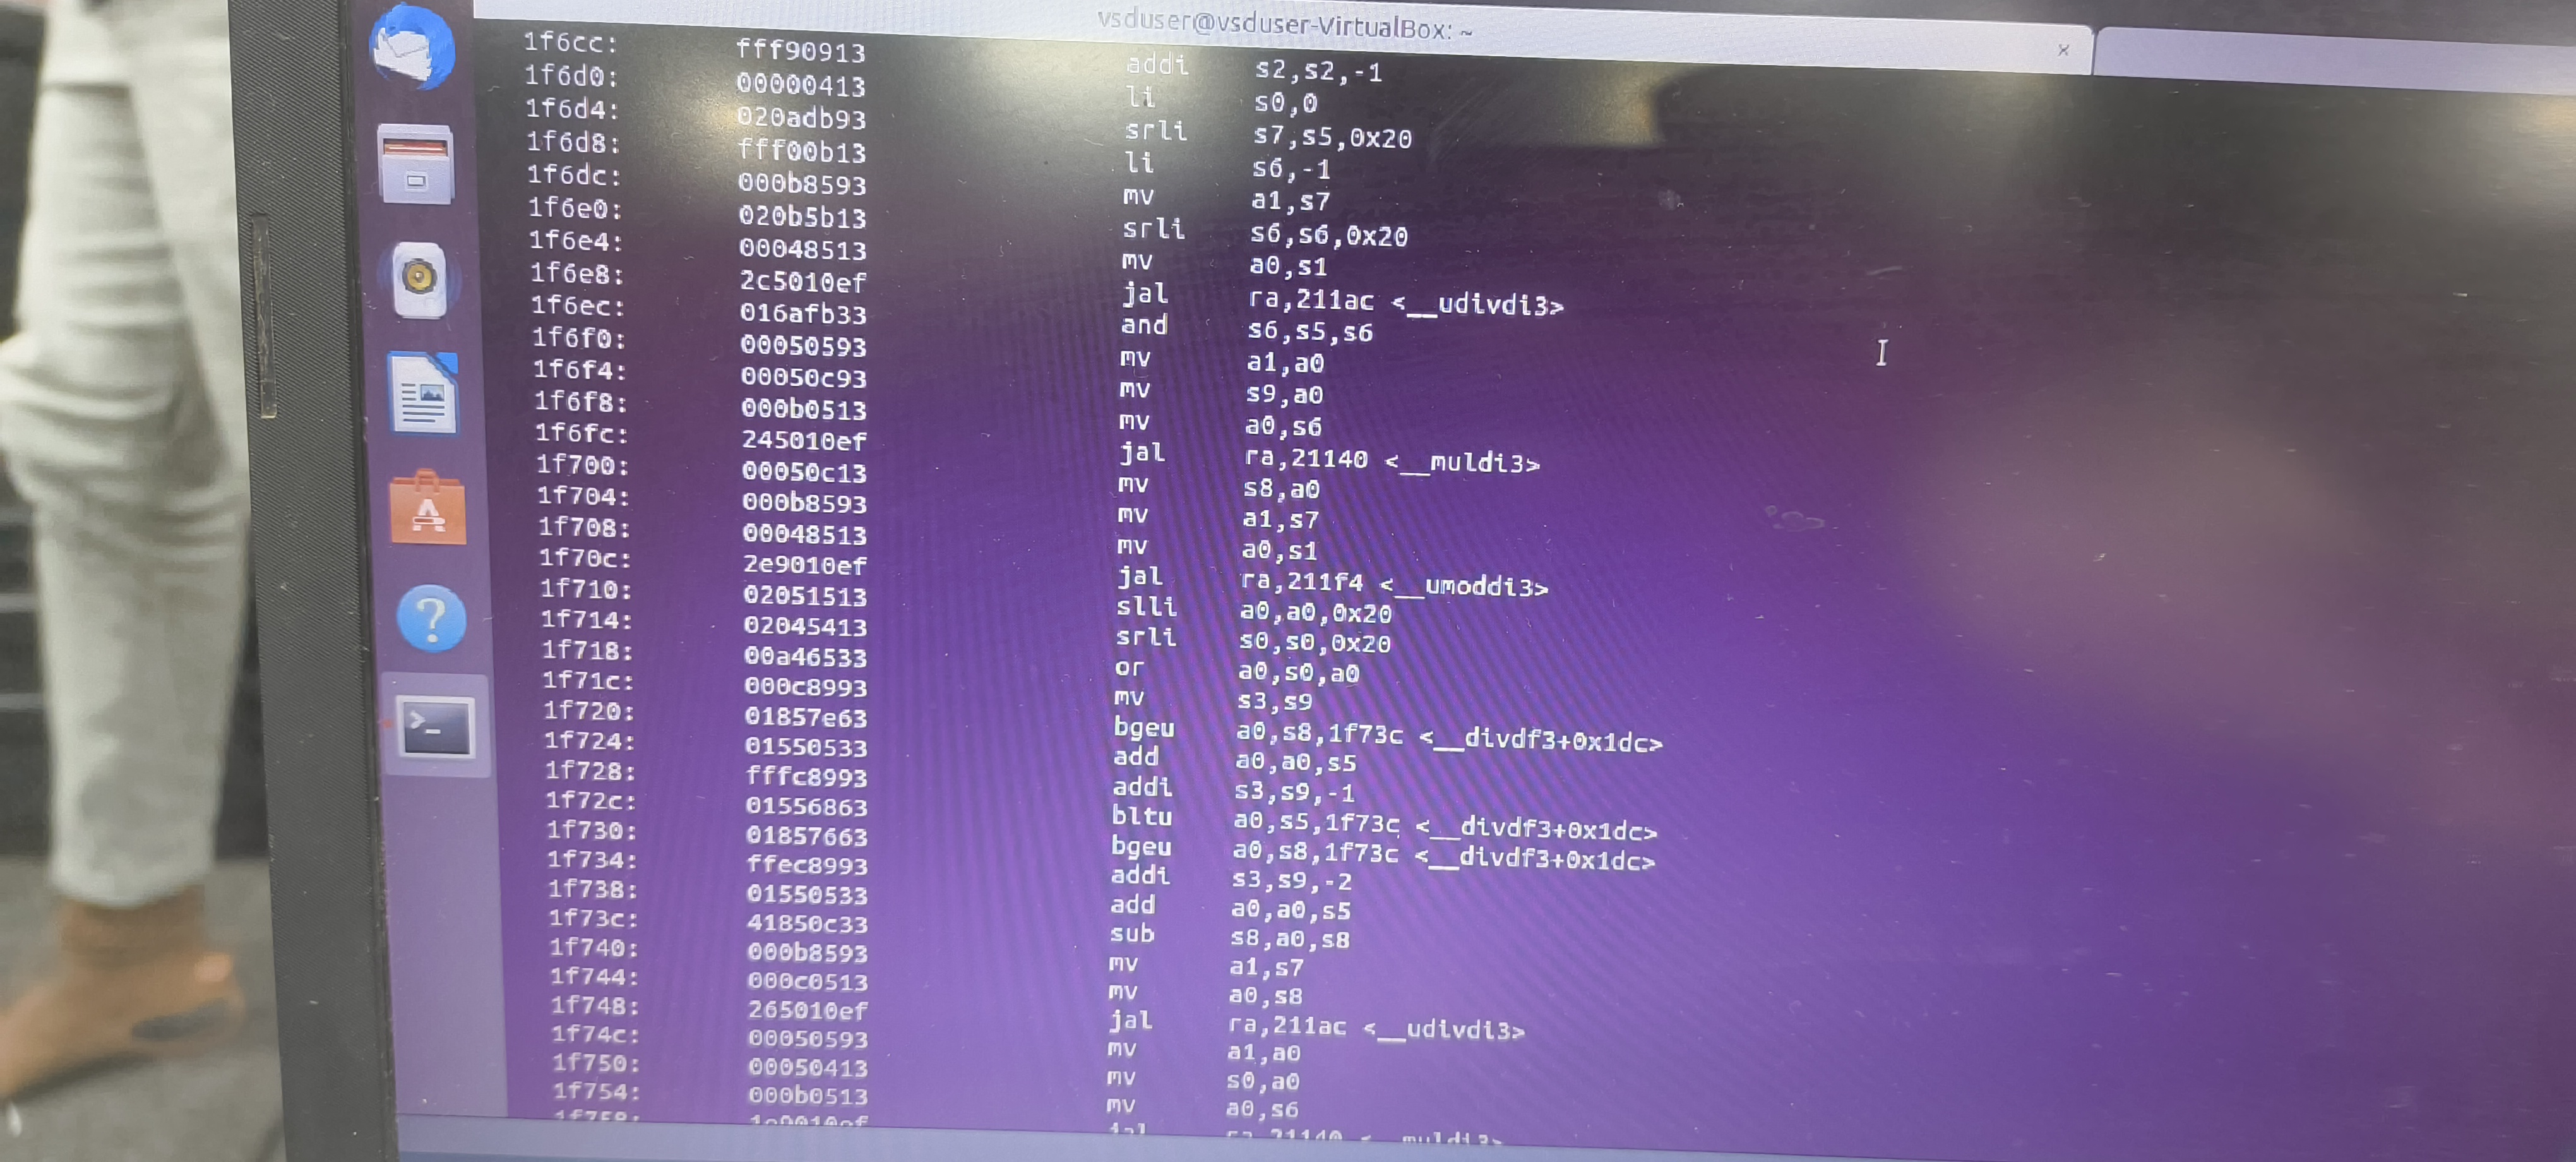 vsduser@vsduser-VirtualBox: ~
1f6cc: fff90913 addi s2,s2,-1
1f6d0: 00000413 li s0,0
1f6d4: 020adb93 srli s7,s5,0x20
1f6d8: fff00b13 li s6,-1
1f6dc: 000b8593 mv a1,s7
1f6e0: 020b5b13 srli s6,s6,0x20
1f6e4: 00048513 mv a0,s1
1f6e8: 2c5010ef jal ra,211ac <__udivdi3>
1f6ec: 016afb33 and s6,s5,s6
1f6f0: 00050593 mv a1,a0
1f6f4: 00050c93 mv s9,a0
1f6f8: 000b0513 mv a0,s6
1f6fc: 245010ef jal ra,21140 <__muldi3>
1f700: 00050c13 mv s8,a0
1f704: 000b8593 mv a1,s7
1f708: 00048513 mv a0,s1
1f70c: 2e9010ef jal ra,211f4 <__umoddi3>
1f710: 02051513 slli a0,a0,0x20
1f714: 02045413 srli s0,s0,0x20
1f718: 00a46533 or a0,s0,a0
1f71c: 000c8993 mv s3,s9
1f720: 01857e63 bgeu a0,s8,1f73c <__divdf3+0x1dc>
1f724: 01550533 add a0,a0,s5
1f728: fffc8993 addi s3,s9,-1
1f72c: 01556863 bltu a0,s5,1f73c <__divdf3+0x1dc>
1f730: 01857663 bgeu a0,s8,1f73c <__divdf3+0x1dc>
1f734: ffec8993 addi s3,s9,-2
1f738: 01550533 add a0,a0,s5
1f73c: 41850c33 sub s8,a0,s8
1f740: 000b8593 mv a1,s7
1f744: 000c0513 mv a0,s8
1f748: 265010ef jal ra,211ac <__udivdi3>
1f74c: 00050593 mv a1,a0
1f750: 00050413 mv s0,a0
1f754: 000b0513 mv a0,s6
1f758: jal ra,21140 <__muldi3>